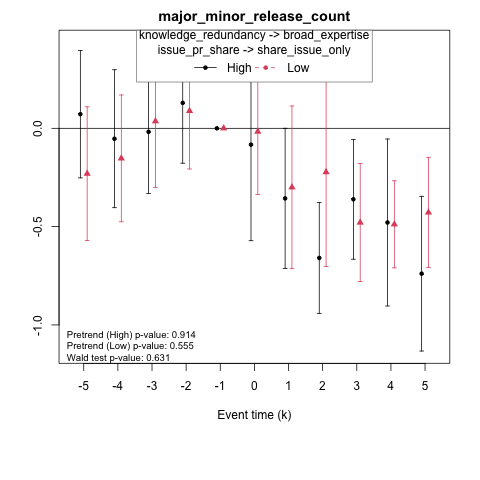 major_minor_release_count
knowledge_redundancy -> broad_expertise
issue_pr_share -> share_issue_only
High Low
0.0
-0.5
-1.0
Pretrend (High) p-value: 0.914
Pretrend (Low) p-value: 0.555
Wald test p-value: 0.631
-5 -4 -3 -2 -1 0 1 2 3 4 5
Event time (k)